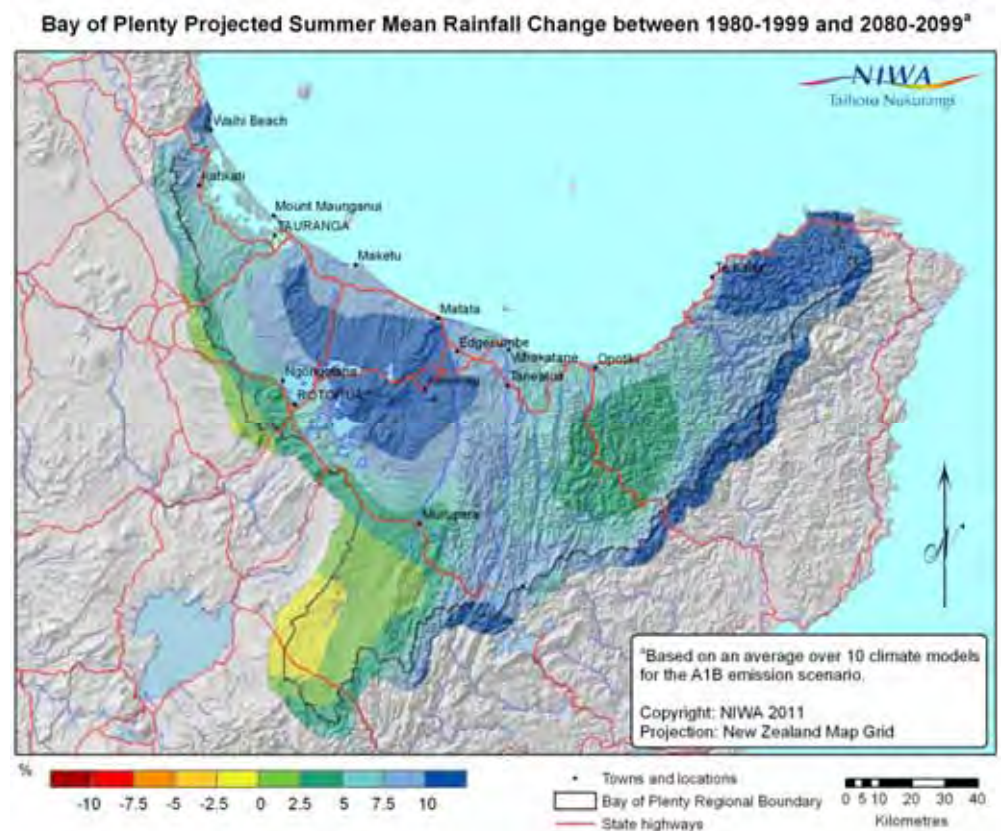 Bay of Plenty Projected Summer Mean Rainfall Change between 1980-1999 and 2080-2099ᵃ
NIWA
Taihoro Nukurangi
Waihi Beach
Katikati
Mount Maunganui
TAURANGA
Maketu
Te Kaha
Matata
Edgecumbe
Whakatane
Opotiki
Taneatua
Ngongotaha
ROTORUA
Murupara
N
ᵃBased on an average over 10 climate models
for the A1B emission scenario.
Copyright: NIWA 2011
Projection: New Zealand Map Grid
%
-10 -7.5 -5 -2.5 0 2.5 5 7.5 10
Towns and locations
Bay of Plenty Regional Boundary
State highways
0 5 10 20 30 40
Kilometres